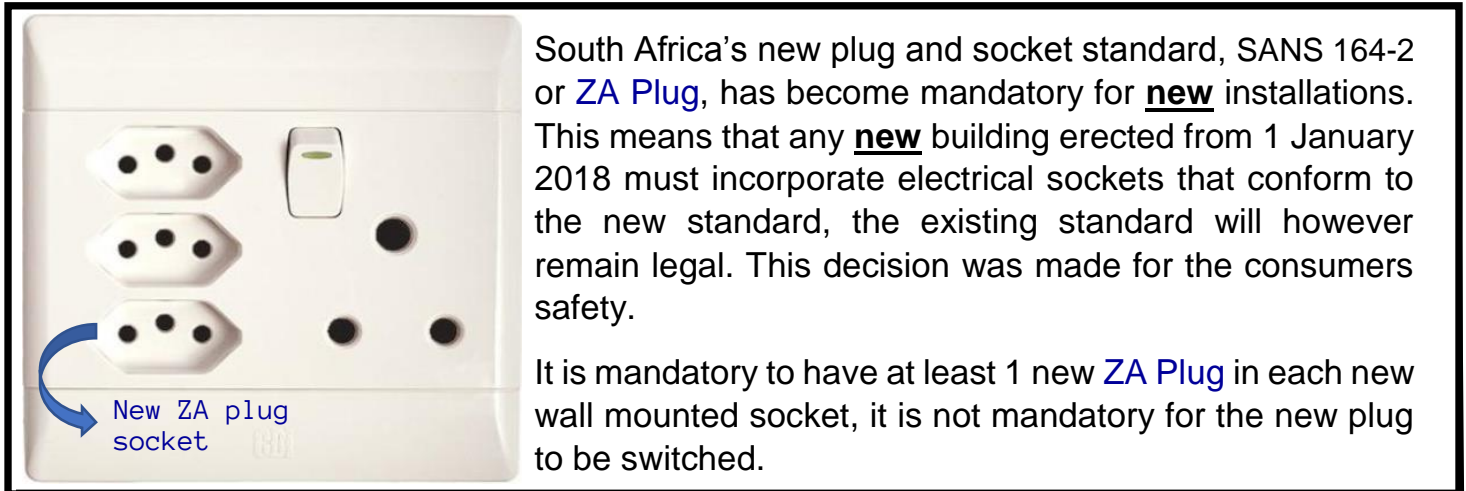 South Africa’s new plug and socket standard, SANS 164-2
or ZA Plug, has become mandatory for new installations.
This means that any new building erected from 1 January
2018 must incorporate electrical sockets that conform to
the new standard, the existing standard will however
remain legal. This decision was made for the consumers
safety.
It is mandatory to have at least 1 new ZA Plug in each new
wall mounted socket, it is not mandatory for the new plug
to be switched.
New ZA plug
socket